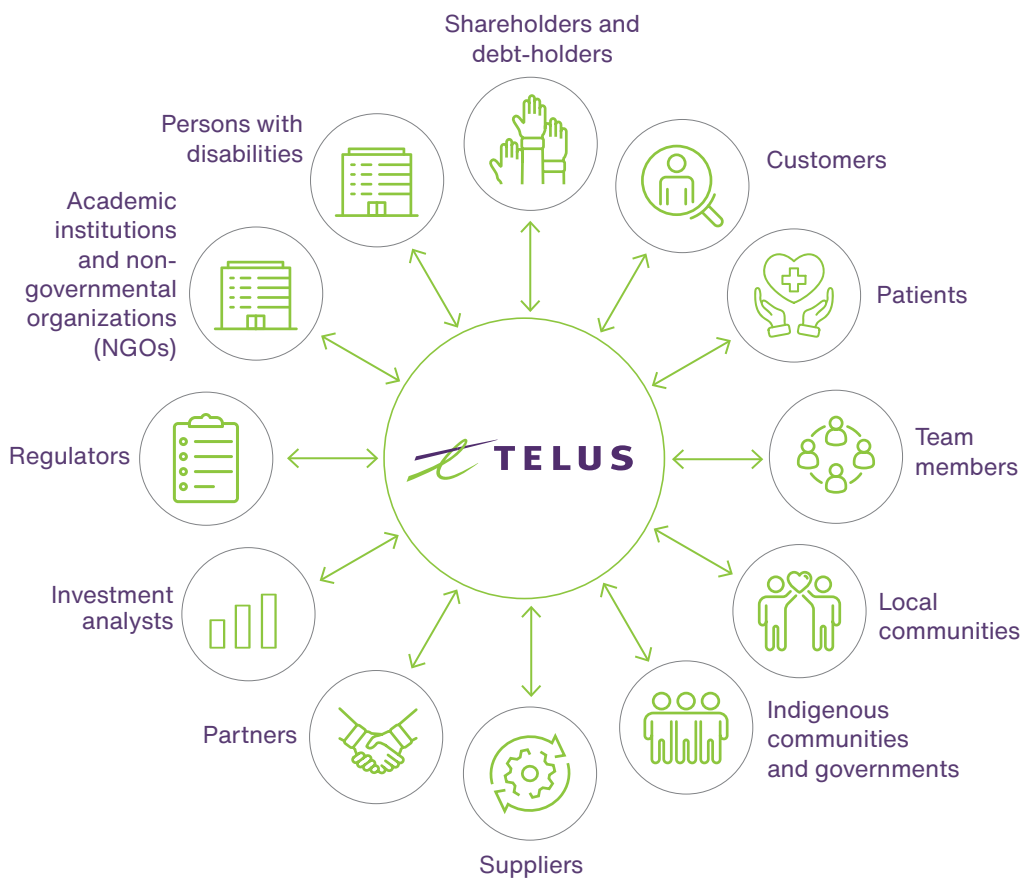 Shareholders and
debt-holders
Customers
Patients
Team
members
Local
communities
Indigenous
communities
and governments
Suppliers
Partners
Investment
analysts
Regulators
Academic
institutions
and non-
governmental
organizations
(NGOs)
Persons with
disabilities
TELUS